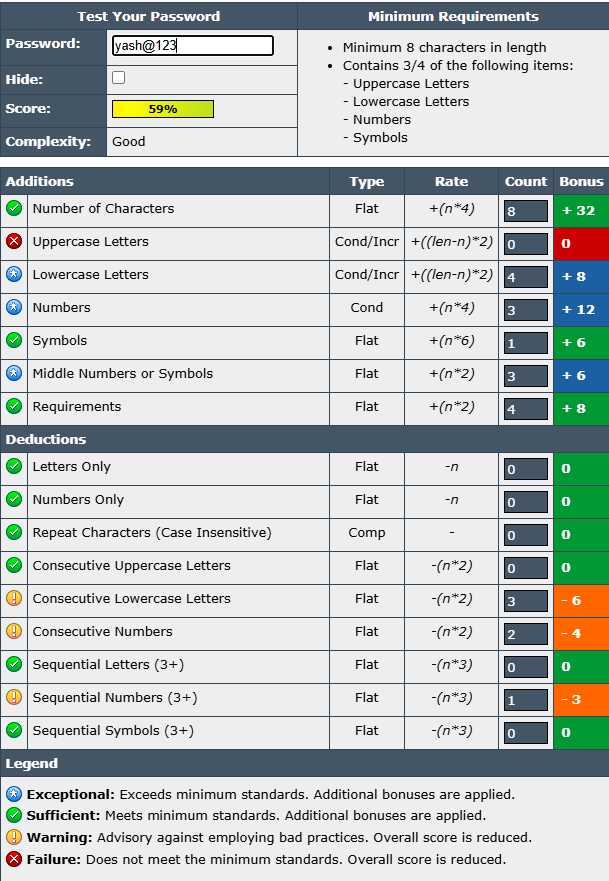 Test Your Password Minimum Requirements
Password: yash@123
• Minimum 8 characters in length
• Contains 3/4 of the following items:
- Uppercase Letters
- Lowercase Letters
- Numbers
- Symbols
Hide:
Score: 59%
Complexity: Good
Additions Type Rate Count Bonus
Number of Characters Flat +(n*4) 8 + 32
Uppercase Letters Cond/Incr +((len-n)*2) 0 0
Lowercase Letters Cond/Incr +((len-n)*2) 4 + 8
Numbers Cond +(n*4) 3 + 12
Symbols Flat +(n*6) 1 + 6
Middle Numbers or Symbols Flat +(n*2) 3 + 6
Requirements Flat +(n*2) 4 + 8
Deductions
Letters Only Flat -n 0 0
Numbers Only Flat -n 0 0
Repeat Characters (Case Insensitive) Comp - 0 0
Consecutive Uppercase Letters Flat -(n*2) 0 0
Consecutive Lowercase Letters Flat -(n*2) 3 - 6
Consecutive Numbers Flat -(n*2) 2 - 4
Sequential Letters (3+) Flat -(n*3) 0 0
Sequential Numbers (3+) Flat -(n*3) 1 - 3
Sequential Symbols (3+) Flat -(n*3) 0 0
Legend
Exceptional: Exceeds minimum standards. Additional bonuses are applied.
Sufficient: Meets minimum standards. Additional bonuses are applied.
Warning: Advisory against employing bad practices. Overall score is reduced.
Failure: Does not meet the minimum standards. Overall score is reduced.